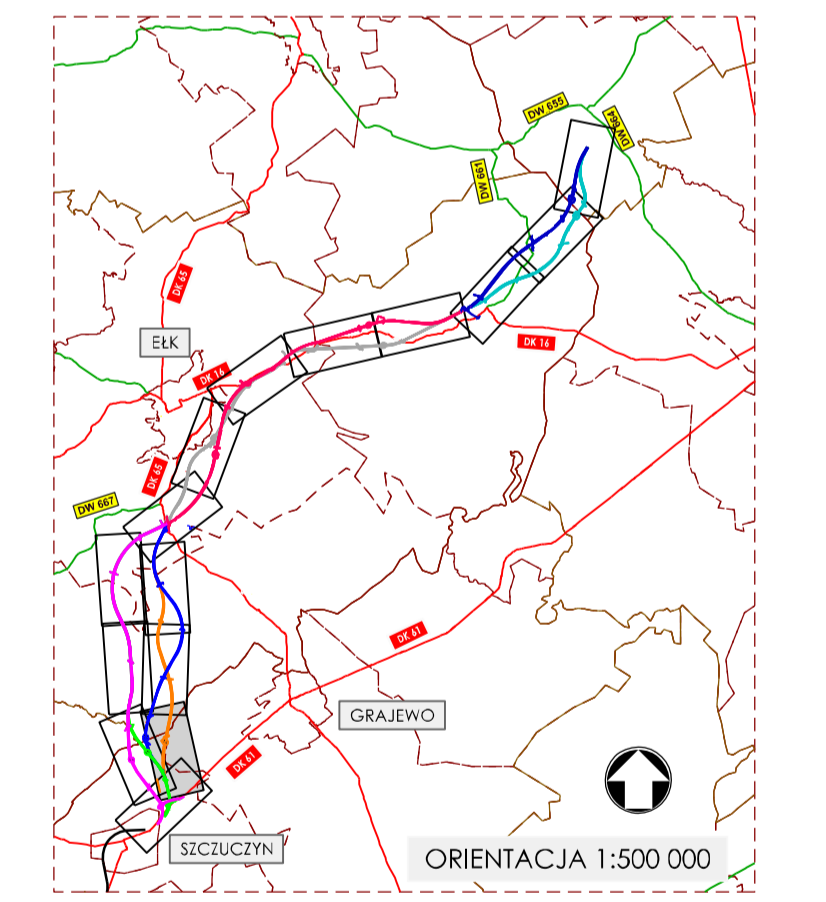 DW 655
DW 664
DW 661
DK 65
EŁK
DK 16
DK 16
DK 65
DW 667
DK 61
GRAJEWO
DK 61
SZCZUCZYN
ORIENTACJA 1:500 000